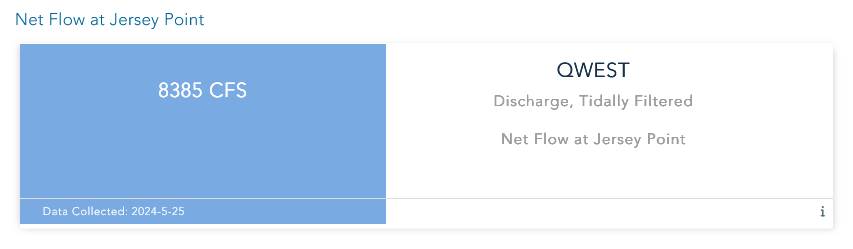 Net Flow at Jersey Point
8385 CFS
QWEST
Discharge, Tidally Filtered
Net Flow at Jersey Point
Data Collected: 2024-5-25
i